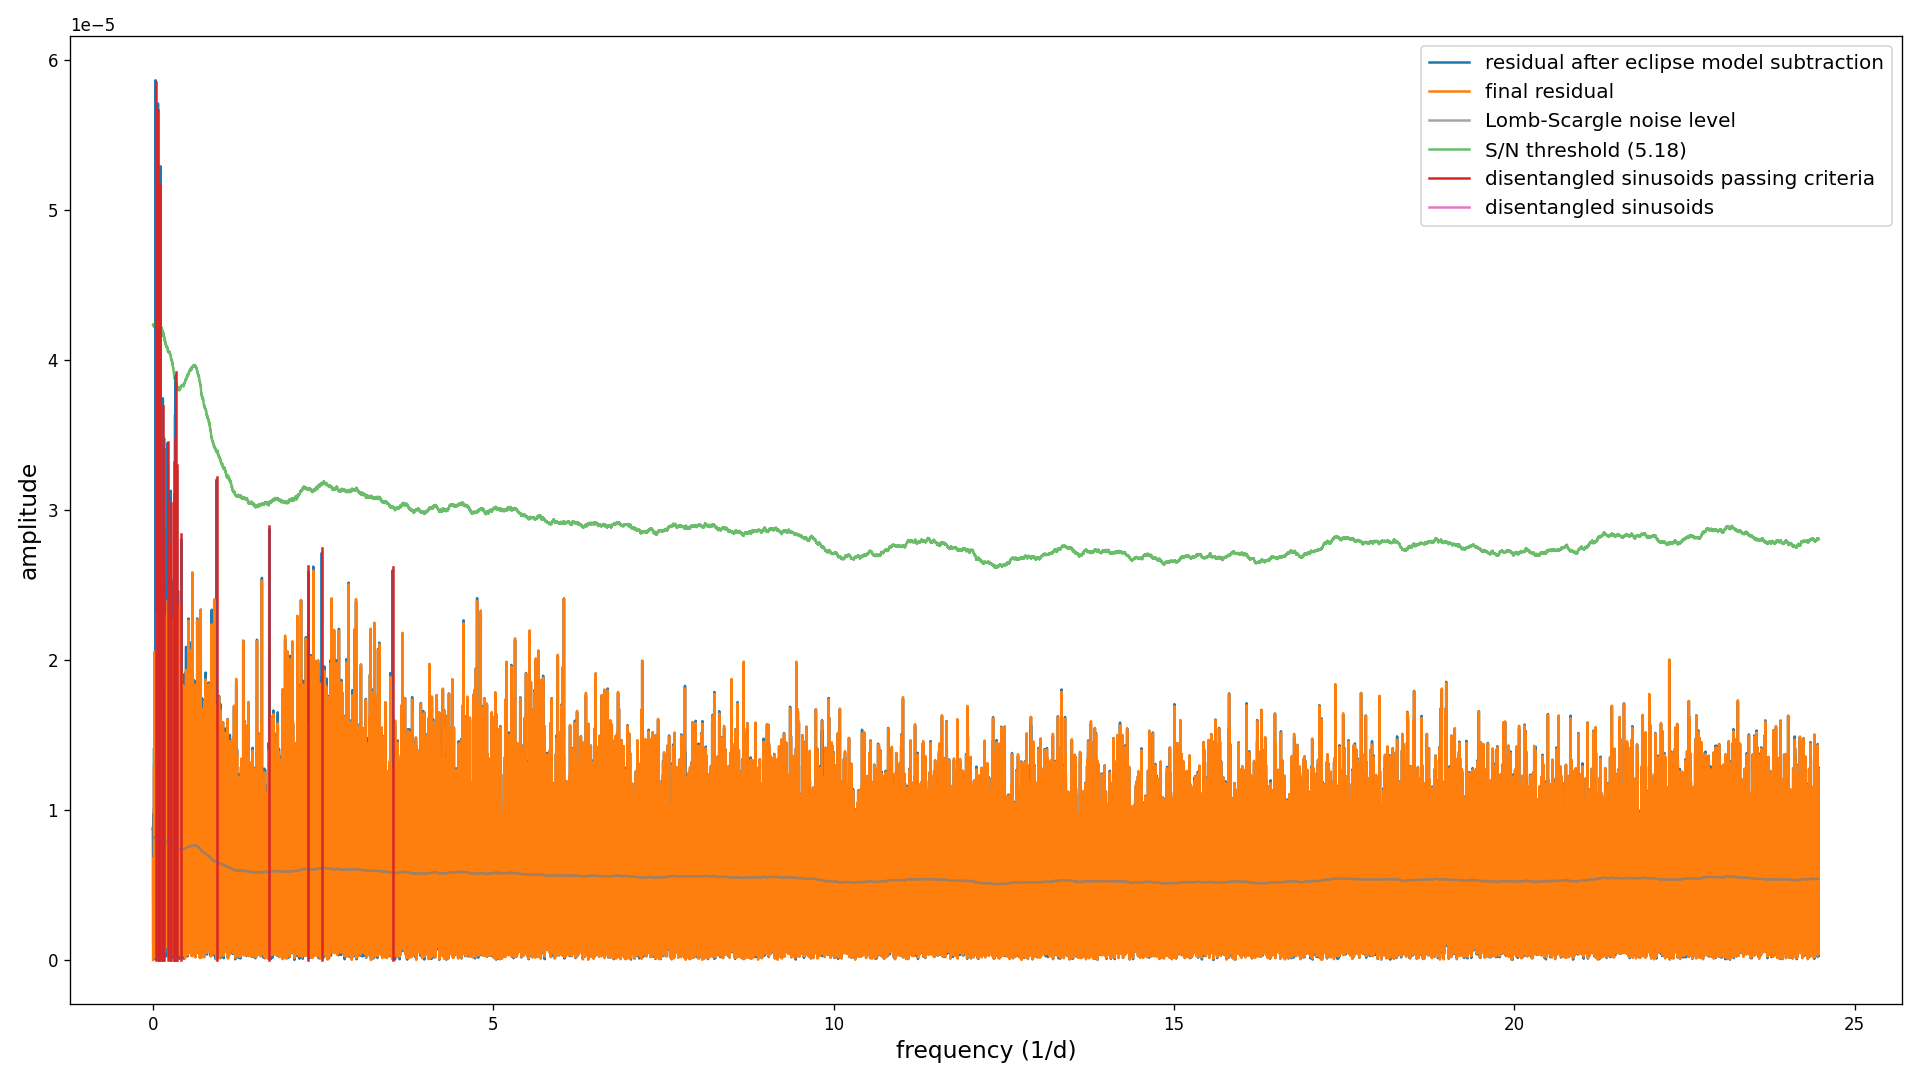 1e−5
6
5
4
3
2
1
0
amplitude
residual after eclipse model subtraction
final residual
Lomb-Scargle noise level
S/N threshold (5.18)
disentangled sinusoids passing criteria
disentangled sinusoids
0
5
10
15
20
25
frequency (1/d)